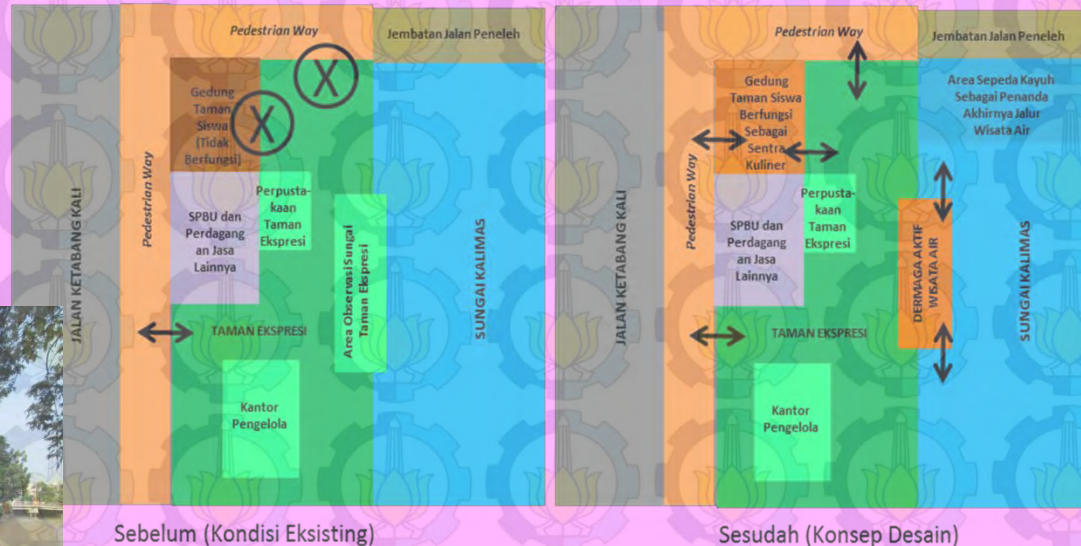 Pedestrian Way
Jembatan Jalan Peneleh
Gedung
Taman
Siswa
(Tidak
Berfungsi)
X
X
JALAN KETABANG KALI
Pedestrian Way
SPBU dan
Perdagang
an Jasa
Lainnya
Perpusta-
kaan
Taman
Ekspresi
Area Observasi Sungai
Taman Ekspresi
SUNGAI KALIMAS
TAMAN EKSPRESI
Kantor
Pengelola
Sebelum (Kondisi Eksisting)
Pedestrian Way
Jembatan Jalan Peneleh
Gedung
Taman Siswa
Berfungsi
Sebagai
Sentra
Kuliner
Area Sepeda Kayuh
Sebagai Penanda
Akhirnya Jalur
Wisata Air
JALAN KETABANG KALI
Pedestrian Way
SPBU dan
Perdagang
an Jasa
Lainnya
Perpusta-
kaan
Taman
Ekspresi
DERMAGA AKTIF
WISATA AIR
SUNGAI KALIMAS
TAMAN EKSPRESI
Kantor
Pengelola
Sesudah (Konsep Desain)